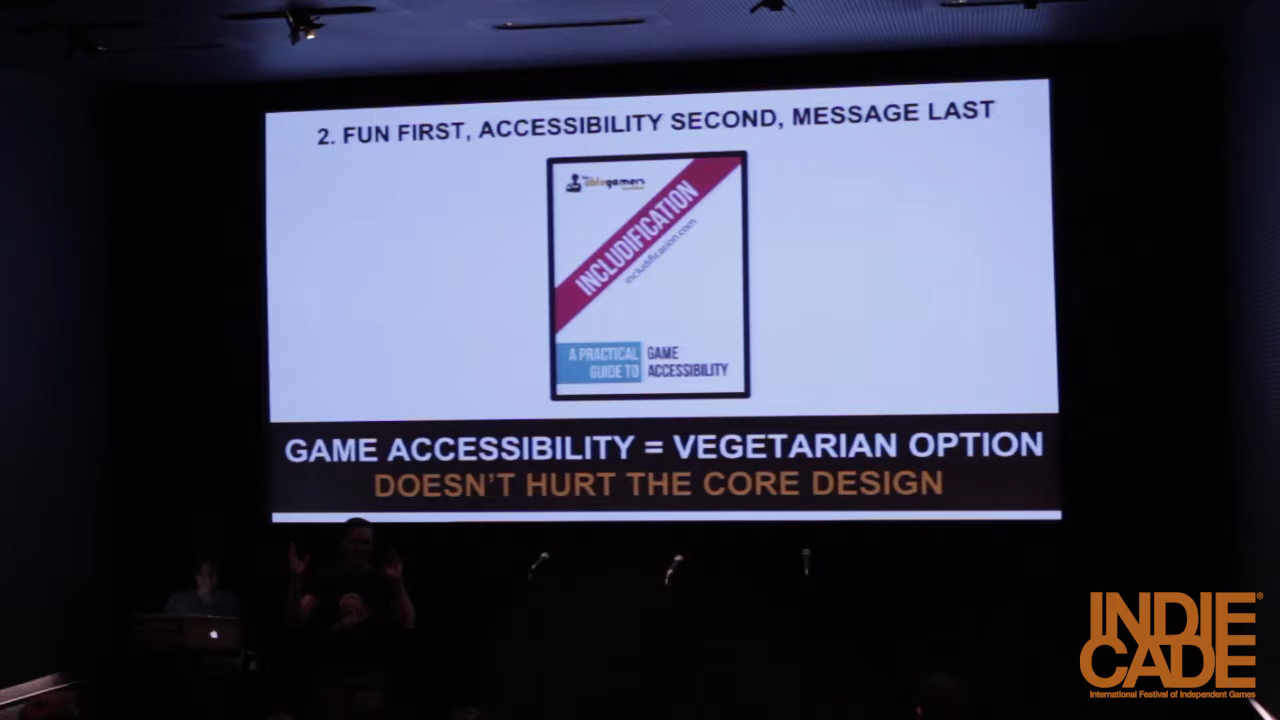 2. FUN FIRST, ACCESSIBILITY SECOND, MESSAGE LAST
ablegamers
INCLUDIFICATION
includification.com
A PRACTICAL GAME
GUIDE TO ACCESSIBILITY
GAME ACCESSIBILITY = VEGETARIAN OPTION
DOESN'T HURT THE CORE DESIGN
INDIE®
CADE
International Festival of Independent Games